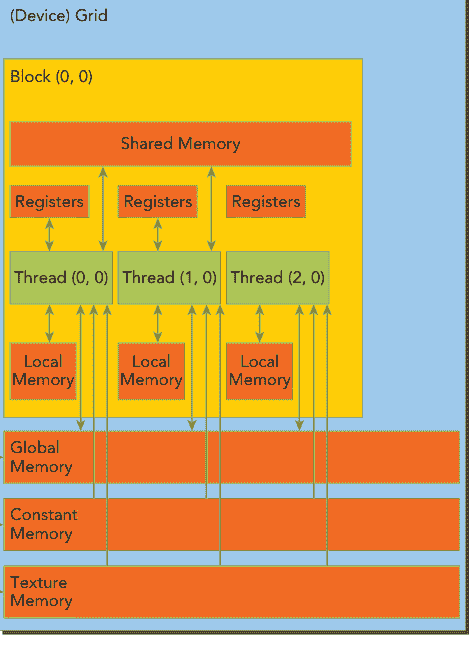 (Device) Grid
Block (0, 0)
Shared Memory
Registers Registers Registers
Thread (0, 0) Thread (1, 0) Thread (2, 0)
Local Local Local
Memory Memory Memory
Global
Memory
Constant
Memory
Texture
Memory